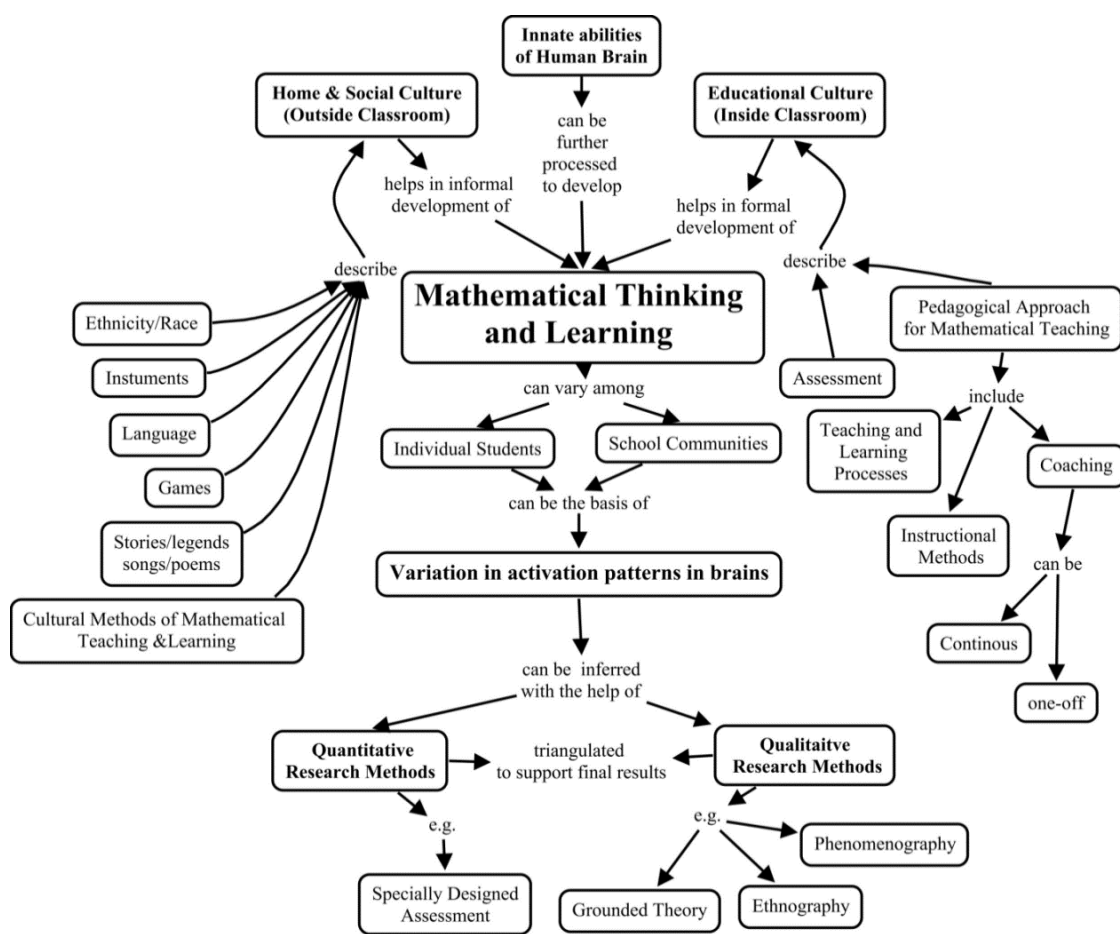 Innate abilities
of Human Brain
Home & Social Culture
(Outside Classroom)
Educational Culture
(Inside Classroom)
can be
further
processed
to develop
helps in informal
development of
helps in formal
development of
describe
describe
Mathematical Thinking
and Learning
Ethnicity/Race
Instuments
Language
Games
Stories/legends
songs/poems
Cultural Methods of Mathematical
Teaching &Learning
Pedagogical Approach
for Mathematical Teaching
Assessment
include
Teaching and
Learning
Processes
Coaching
Instructional
Methods
can be
Continous
one-off
can vary among
Individual Students
School Communities
can be the basis of
Variation in activation patterns in brains
can be inferred
with the help of
Quantitative
Research Methods
triangulated
to support final results
Qualitaitve
Research Methods
e.g.
e.g.
Specially Designed
Assessment
Grounded Theory
Ethnography
Phenomenography